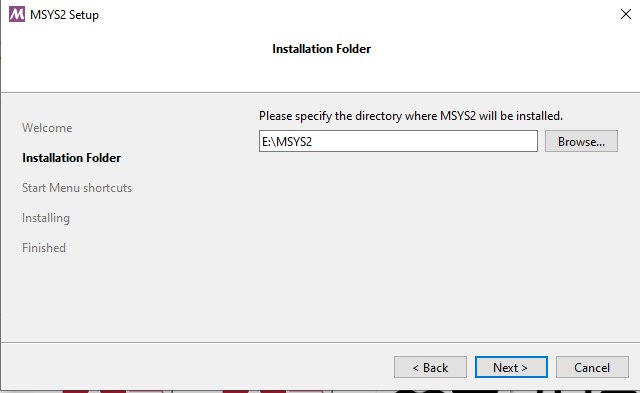 MSYS2 Setup
Installation Folder
Please specify the directory where MSYS2 will be installed.
E:\MSYS2
Browse...
Welcome
Installation Folder
Start Menu shortcuts
Installing
Finished
< Back
Next >
Cancel